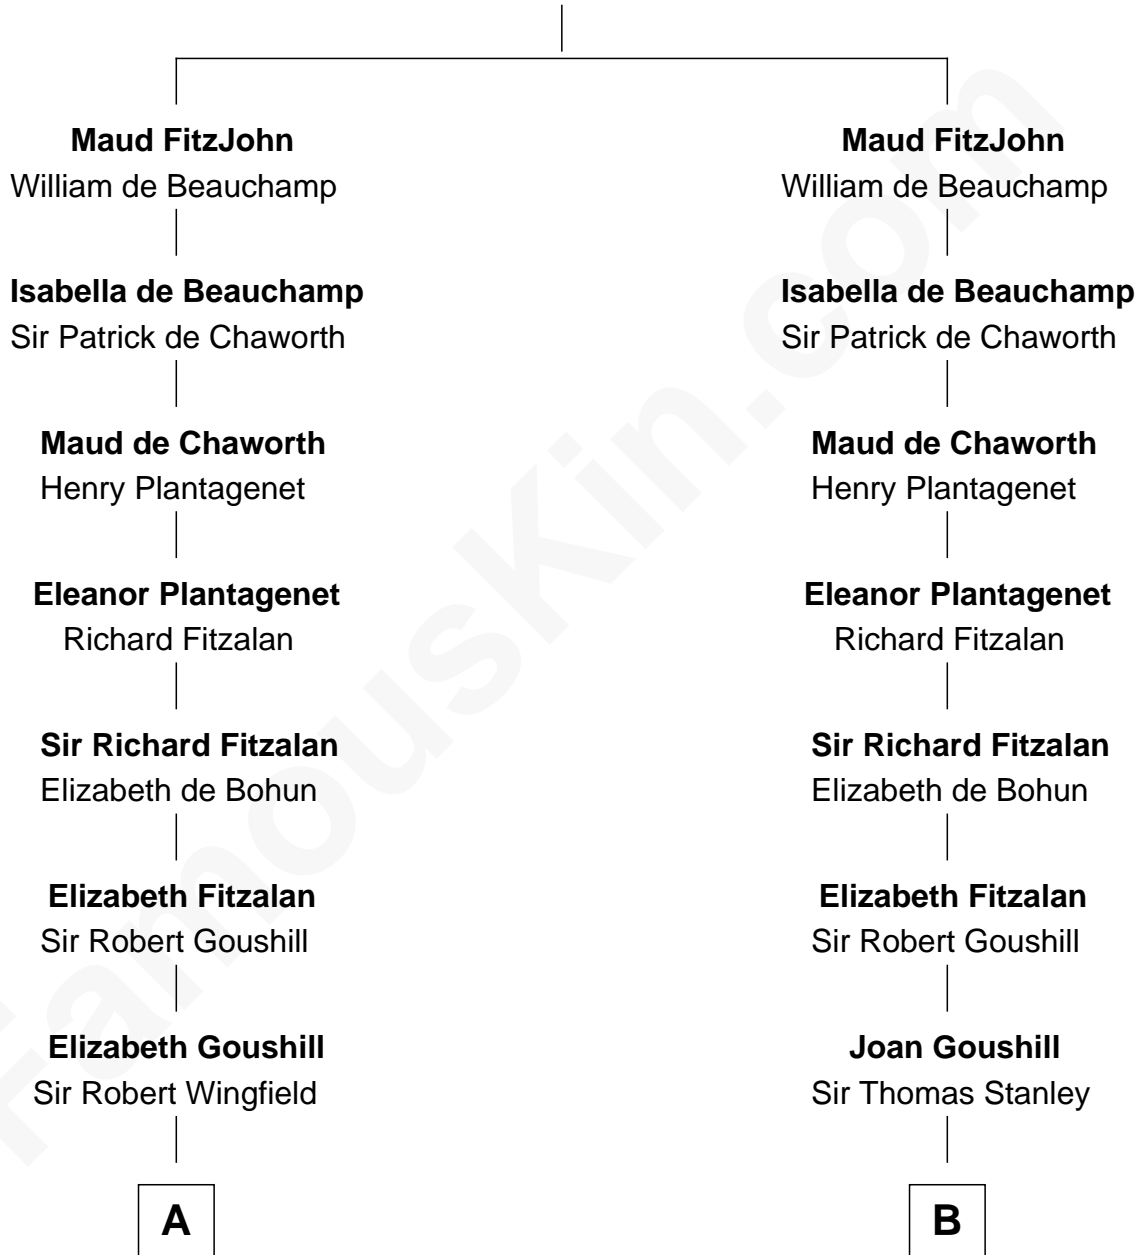 Maud FitzJohn
William de Beauchamp
Isabella de Beauchamp
Sir Patrick de Chaworth
Maud de Chaworth
Henry Plantagenet
Eleanor Plantagenet
Richard Fitzalan
Sir Richard Fitzalan
Elizabeth de Bohun
Elizabeth Fitzalan
Sir Robert Goushill
Elizabeth Goushill
Sir Robert Wingfield
A
Maud FitzJohn
William de Beauchamp
Isabella de Beauchamp
Sir Patrick de Chaworth
Maud de Chaworth
Henry Plantagenet
Eleanor Plantagenet
Richard Fitzalan
Sir Richard Fitzalan
Elizabeth de Bohun
Elizabeth Fitzalan
Sir Robert Goushill
Joan Goushill
Sir Thomas Stanley
B
FamousKin.com